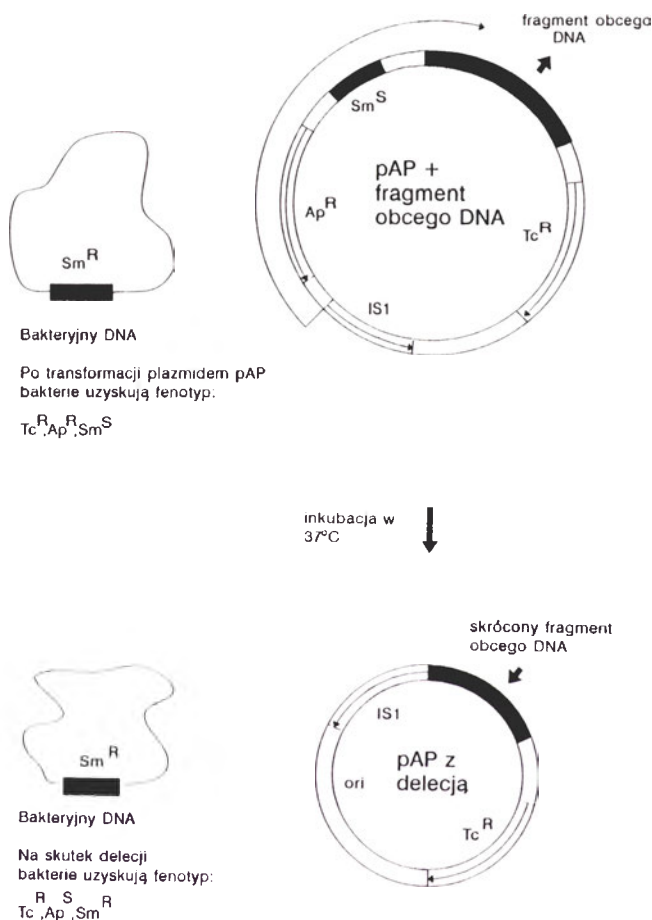 fragment obcego
DNA
Sm^S
pAP +
fragment
obcego DNA
Ap^R
Tc^R
IS1
Sm^R
Bakteryjny DNA
Po transformacji plazmidem pAP
bakterie uzyskują fenotyp:
Tc^R,Ap^R,Sm^S
inkubacja w
37°C
skrócony fragment
obcego DNA
IS1
ori
pAP z
delecją
Tc^R
Sm^R
Bakteryjny DNA
Na skutek delecji
bakterie uzyskują fenotyp:
Tc^R,Ap^S,Sm^R